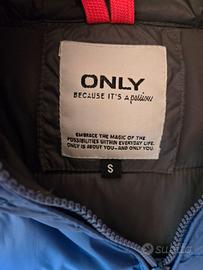 ONLY
BECAUSE IT'S A passion
EMBRACE THE MAGIC OF THE
POSSIBILITIES WITHIN EVERYDAY LIFE.
ONLY IS ABOUT YOU - AND ONLY YOU.
S
subito